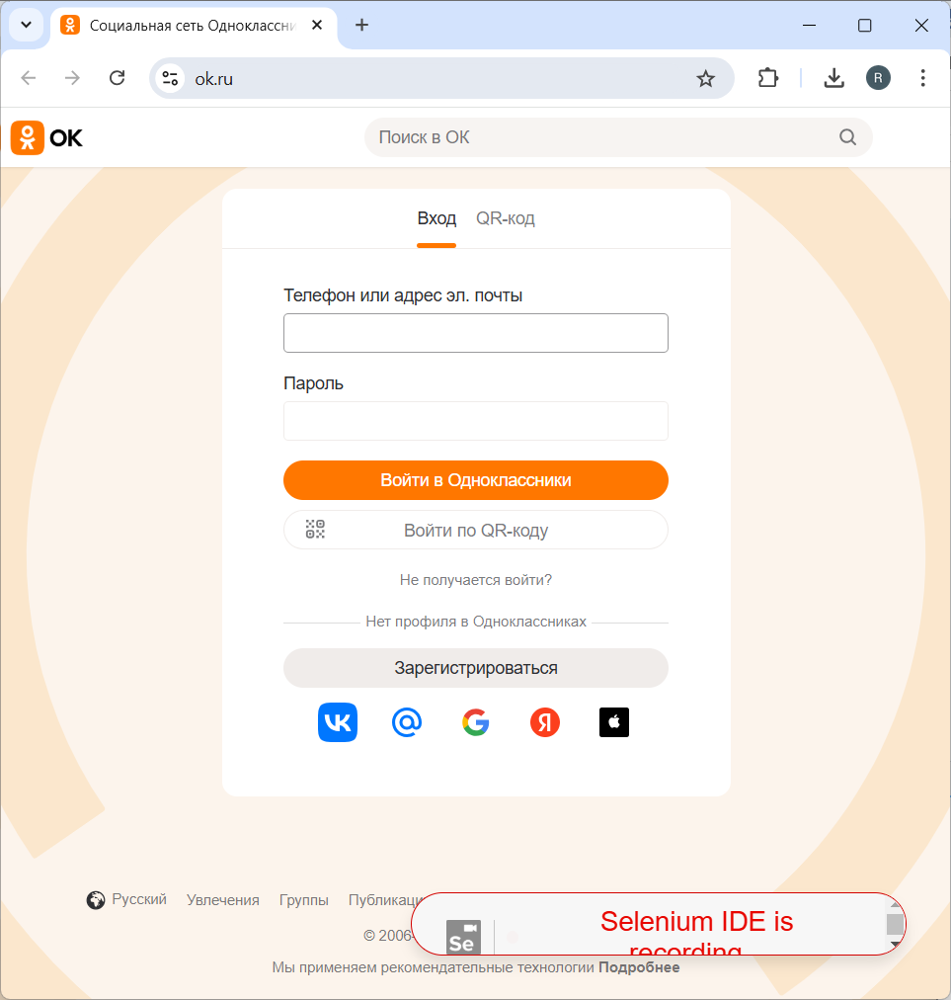 Социальная сеть Одноклассни
ok.ru
R
OK
Поиск в ОК
Вход QR-код
Телефон или адрес эл. почты
Пароль
Войти в Одноклассники
Войти по QR-коду
Не получается войти?
Нет профиля в Одноклассниках
Зарегистрироваться
VK @ G Я
Русский Увлечения Группы Публикаци
© 2006-
Se
Selenium IDE is
recording
Мы применяем рекомендательные технологии Подробнее